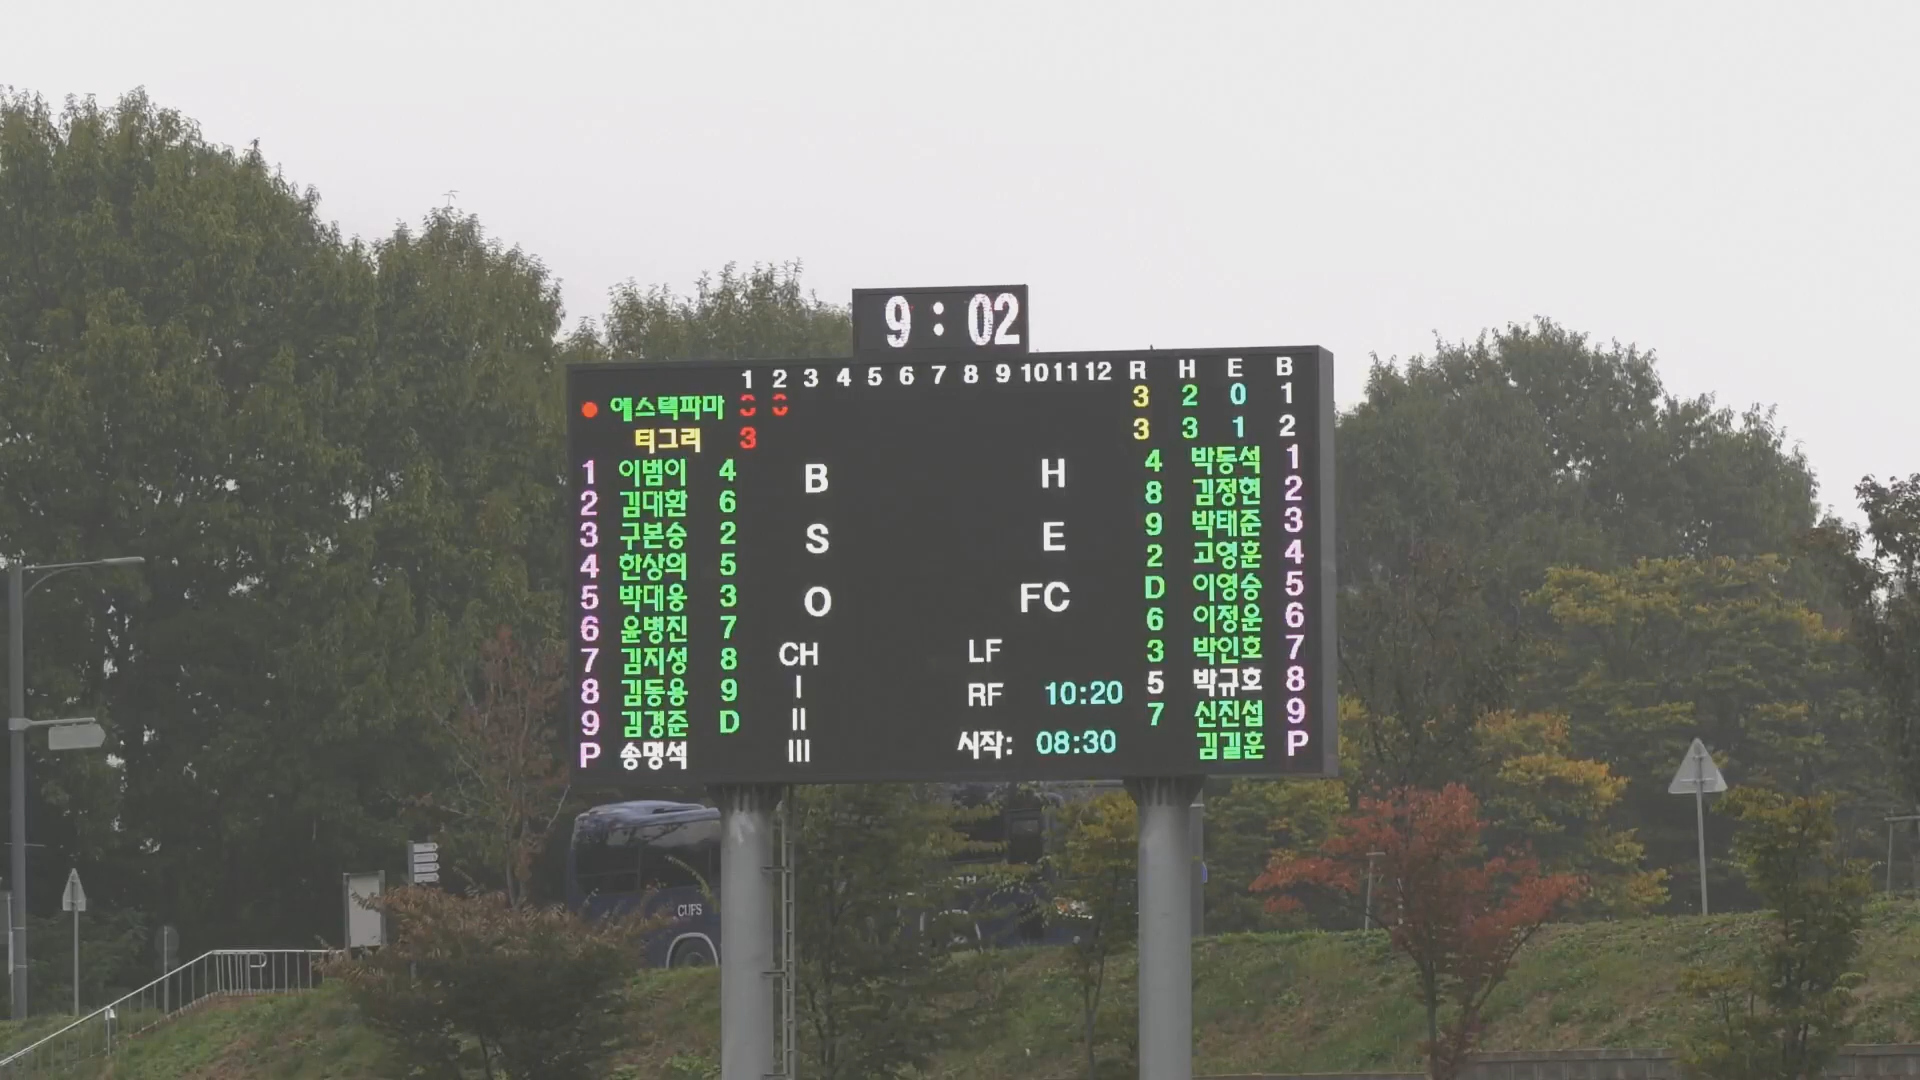 9 : 02
1 2 3 4 5 6 7 8 9 10 11 12 R H E B
에스텍파마 3 2 0 1
티그리 3 3 3 1 2
1 이범이 4 B H 4 박동석 1
2 김대환 6 8 김정현 2
3 구본승 2 S E 9 박태준 3
4 한상의 5 2 고영훈 4
5 박대웅 3 O FC D 이영승 5
6 윤병진 7 6 이정운 6
7 김지성 8 CH LF 3 박인호 7
8 김동용 9 I RF 10:20 5 박규호 8
9 김경준 D II 7 신진섭 9
P 송명석 III 시작: 08:30 김길훈 P
CUFS